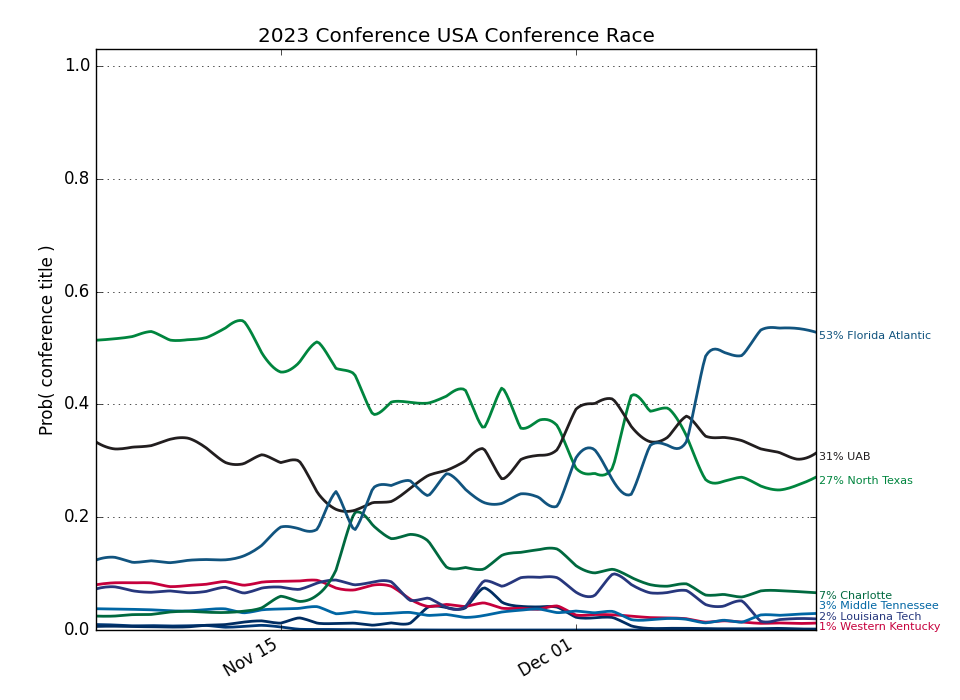 2023 Conference USA Conference Race
Prob( conference title )
1.0
0.8
0.6
0.4
0.2
0.0
Nov 15
Dec 01
53% Florida Atlantic
31% UAB
27% North Texas
7% Charlotte
3% Middle Tennessee
2% Louisiana Tech
1% Western Kentucky